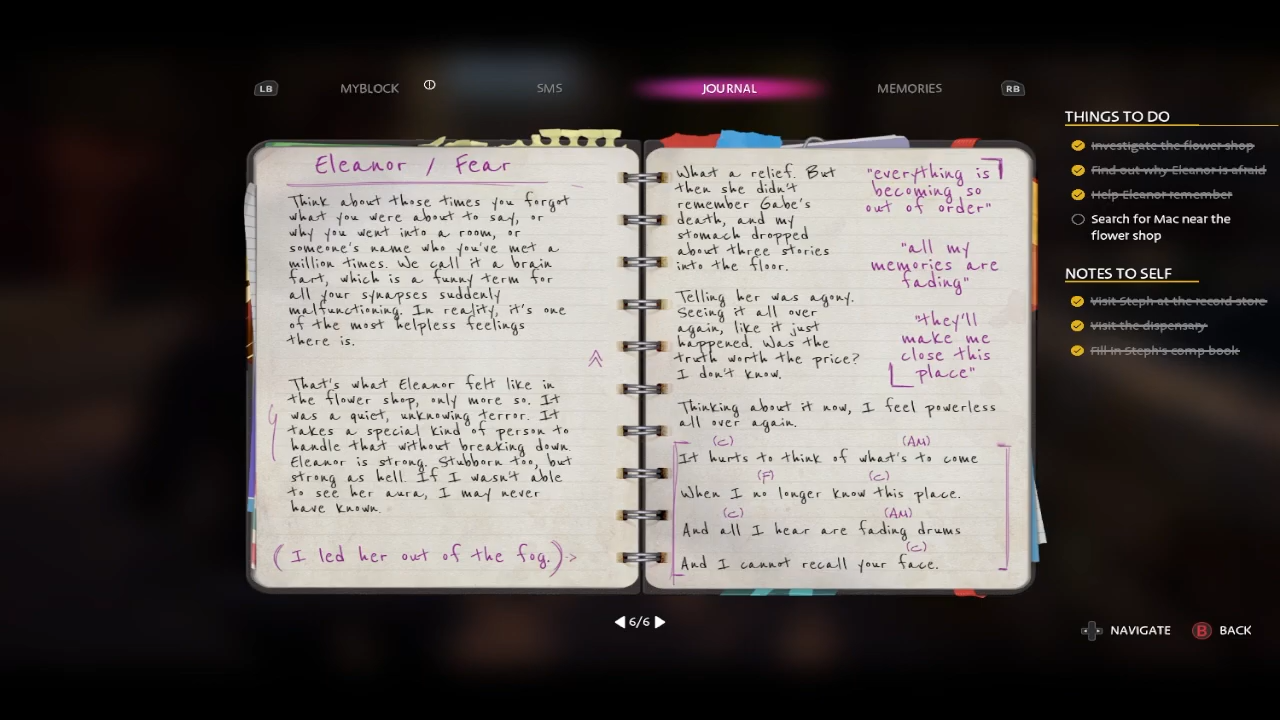 LB
MYBLOCK
SMS
JOURNAL
MEMORIES
RB
Eleanor / Fear
Think about those times you forgot
what you were about to say, or
why you went into a room, or
someone's name who you've met a
million times. We call it a brain
fart, which is a funny term for
all your synapses suddenly
malfunctioning. In reality, it's one
of the most helpless feelings
there is.
That's what Eleanor felt like in
the flower shop, only more so. It
was a quiet, unknowing terror. It
takes a special kind of person to
handle that without breaking down.
Eleanor is strong. Stubborn too, but
strong as hell. If I wasn't able
to see her aura, I may never
have known.
(I led her out of the fog.)
What a relief. But
then she didn't
remember Gabe's
death, and my
stomach dropped
about three stories
into the floor.
Telling her was agony.
Seeing it all over
again, like it just
happened. Was the
truth worth the price?
I don't know.
"everything is
becoming so
out of order"
"all my
memories are
fading"
"they'll
make me
close this
place"
Thinking about it now, I feel powerless
all over again.
(C) (AM)
It hurts to think of what's to come
(F) (C)
When I no longer know this place.
(C) (AM)
And all I hear are fading drums
(C)
And I cannot recall your face.
6/6
THINGS TO DO
Investigate the flower shop
Find out why Eleanor is afraid
Help Eleanor remember
Search for Mac near the
flower shop
NOTES TO SELF
Visit Steph at the record store
Visit the dispensary
Fill in Steph's comp book
NAVIGATE
B BACK